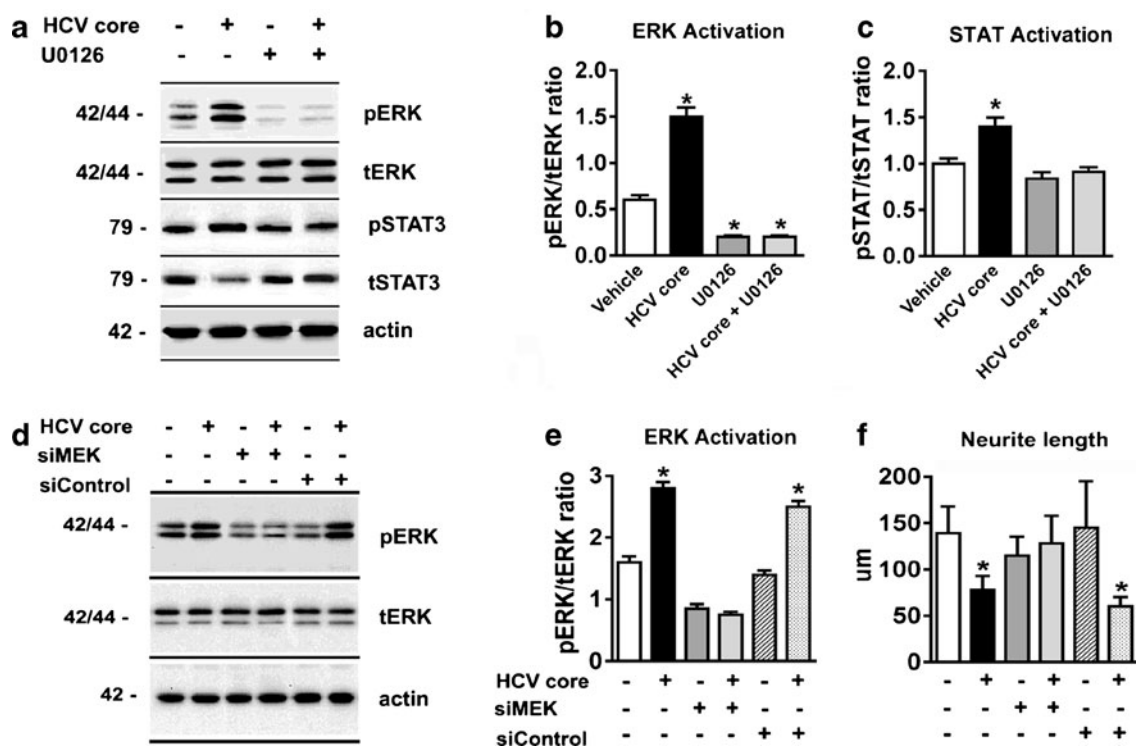 a
HCV core - + - +
U0126 - - + +
42/44 - pERK
42/44 - tERK
79 - pSTAT3
79 - tSTAT3
42 - actin
b
ERK Activation
pERK/tERK ratio
2.0
1.5
1.0
0.5
0.0
*
* *
Vehicle
HCV core
U0126
HCV core + U0126
c
STAT Activation
pSTAT/tSTAT ratio
2.0
1.5
1.0
0.5
0.0
*
Vehicle
HCV core
U0126
HCV core + U0126
d
HCV core - + - + - +
siMEK - - + + - -
siControl - - - - + +
42/44 - pERK
42/44 - tERK
42 - actin
e
ERK Activation
pERK/tERK ratio
3
2
1
0
* *
HCV core - + - + - +
siMEK - - + + - -
siControl - - - - + +
f
Neurite length
um
200
150
100
50
0
* *
- + - + - +
- - + + - -
- - - - + +